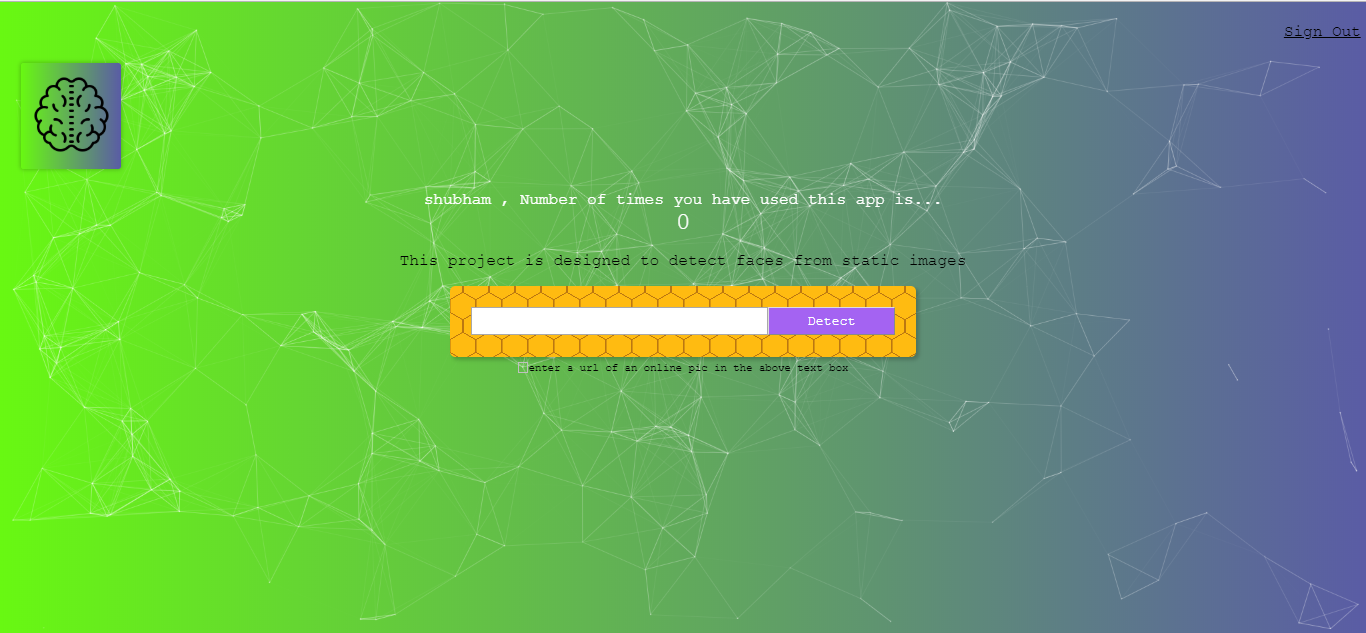 Sign Out
shubham , Number of times you have used this app is...
0
This project is designed to detect faces from static images
Detect
enter a url of an online pic in the above text box